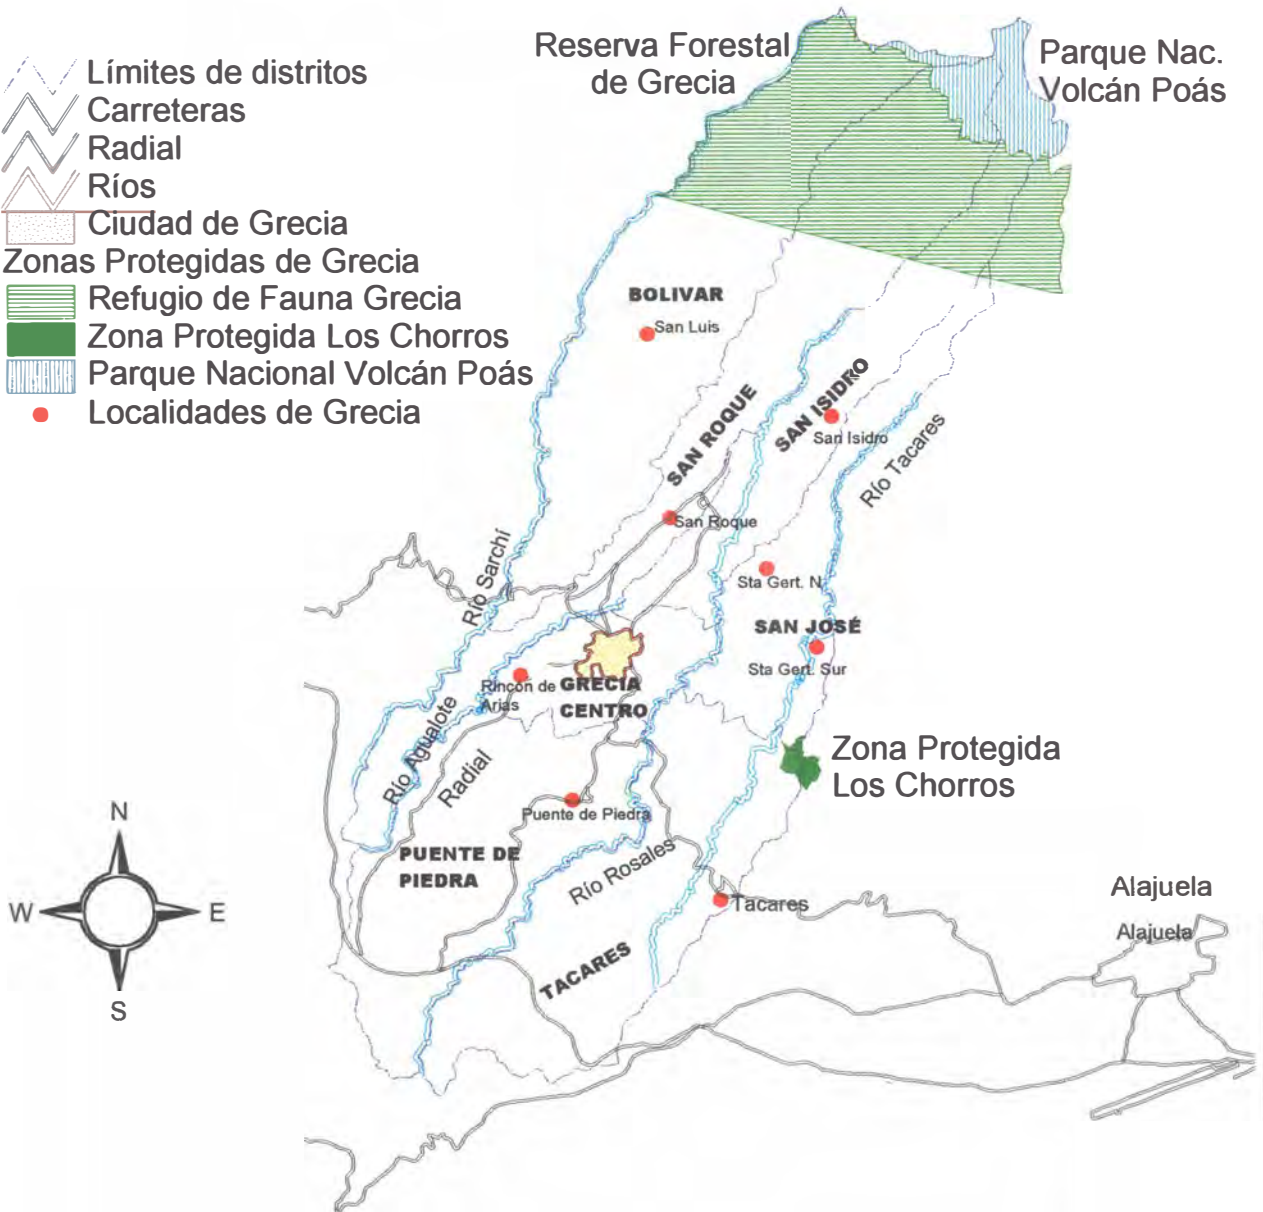 Límites de distritos
Carreteras
Radial
Ríos
Ciudad de Grecia
Zonas Protegidas de Grecia
Refugio de Fauna Grecia
Zona Protegida Los Chorros
Parque Nacional Volcán Poás
Localidades de Grecia
Reserva Forestal
de Grecia
Parque Nac.
Volcán Poás
BOLIVAR
San Luis
SAN ROQUE
SAN ISIDRO
San Isidro
Río Tacares
San Roque
Río Sarchí
Sta Gert. N
SAN JOSÉ
Sta Gert. Sur
Rincón de
Arias
GRECIA
CENTRO
Río Agualote
Radial
Zona Protegida
Los Chorros
Puente de Piedra
PUENTE DE
PIEDRA
Río Rosales
Tacares
TACARES
Alajuela
Alajuela
N
W
E
S